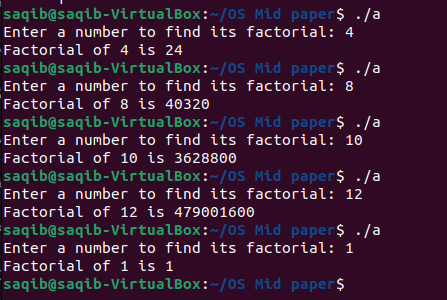 saqib@saqib-VirtualBox:~/OS Mid paper$ ./a
Enter a number to find its factorial: 4
Factorial of 4 is 24
saqib@saqib-VirtualBox:~/OS Mid paper$ ./a
Enter a number to find its factorial: 8
Factorial of 8 is 40320
saqib@saqib-VirtualBox:~/OS Mid paper$ ./a
Enter a number to find its factorial: 10
Factorial of 10 is 3628800
saqib@saqib-VirtualBox:~/OS Mid paper$ ./a
Enter a number to find its factorial: 12
Factorial of 12 is 479001600
saqib@saqib-VirtualBox:~/OS Mid paper$ ./a
Enter a number to find its factorial: 1
Factorial of 1 is 1
saqib@saqib-VirtualBox:~/OS Mid paper$